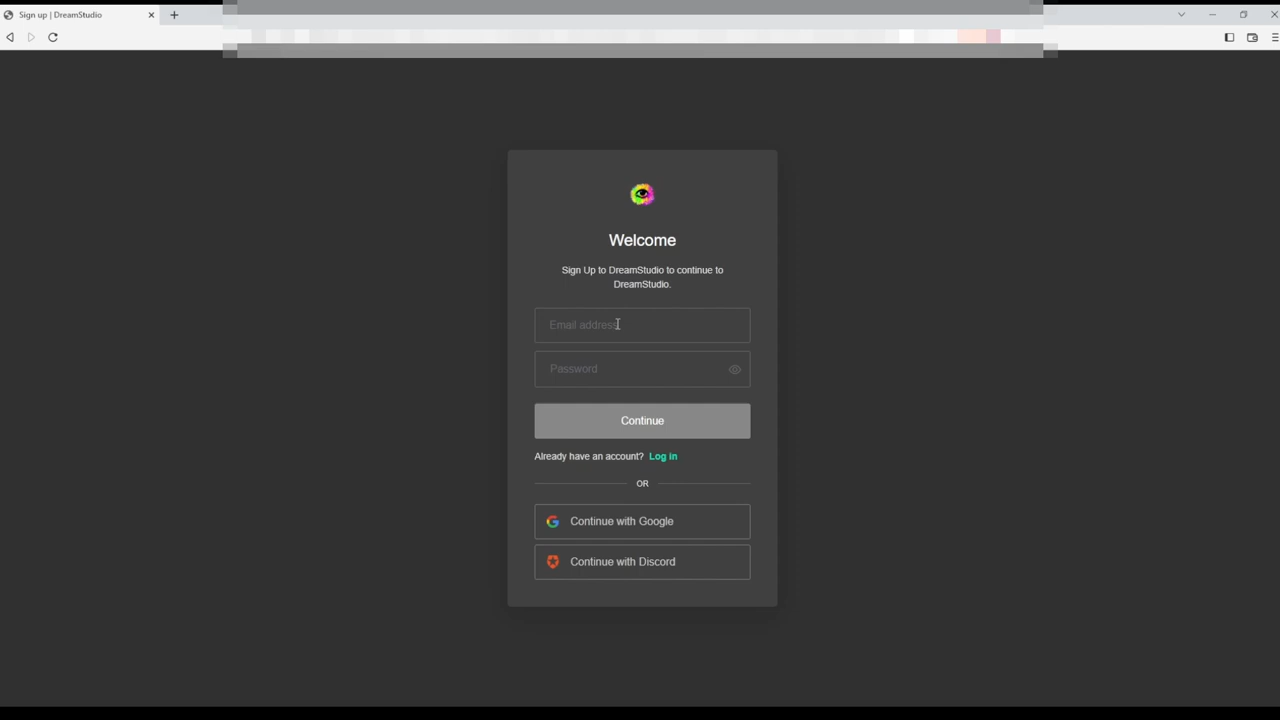 Sign up | DreamStudio
Welcome
Sign Up to DreamStudio to continue to
DreamStudio.
Email address
Password
Continue
Already have an account? Log in
OR
Continue with Google
Continue with Discord